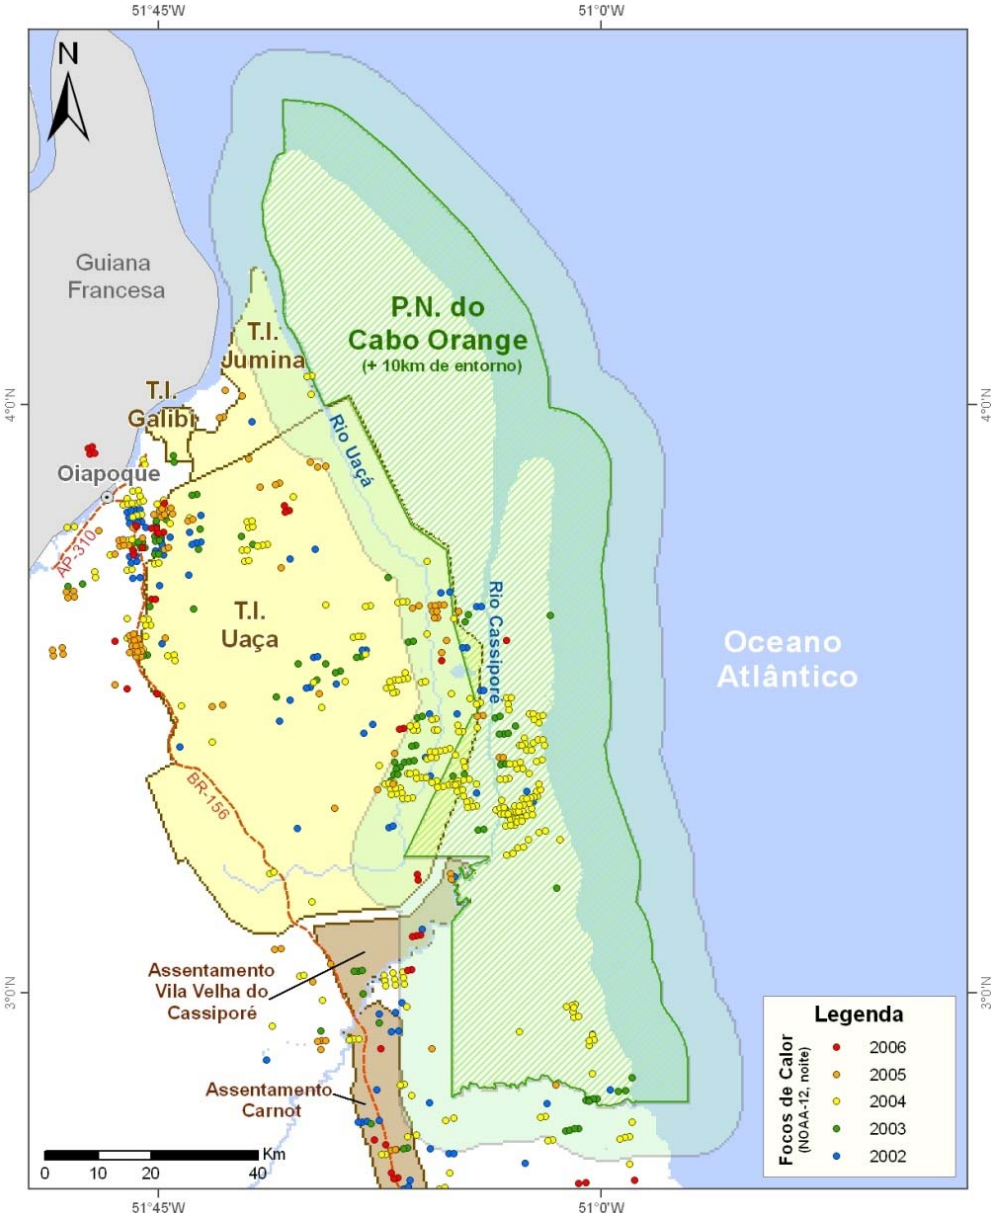 51°45'W
51°0'W
N
Guiana
Francesa
P.N. do
Cabo Orange
(+ 10km de entorno)
T.I.
Jumina
T.I.
Galibi
4°0'N
4°0'N
Rio Uaçá
Oiapoque
AP-310
T.I.
Uaça
Rio Cassiporé
Oceano
Atlântico
BR-156
Assentamento
Vila Velha do
Cassiporé
3°0'N
3°0'N
Assentamento
Carnot
Legenda
Focos de Calor
(NOAA-12, noite)
2006
2005
2004
2003
2002
Km
0 10 20 40
51°45'W
51°0'W